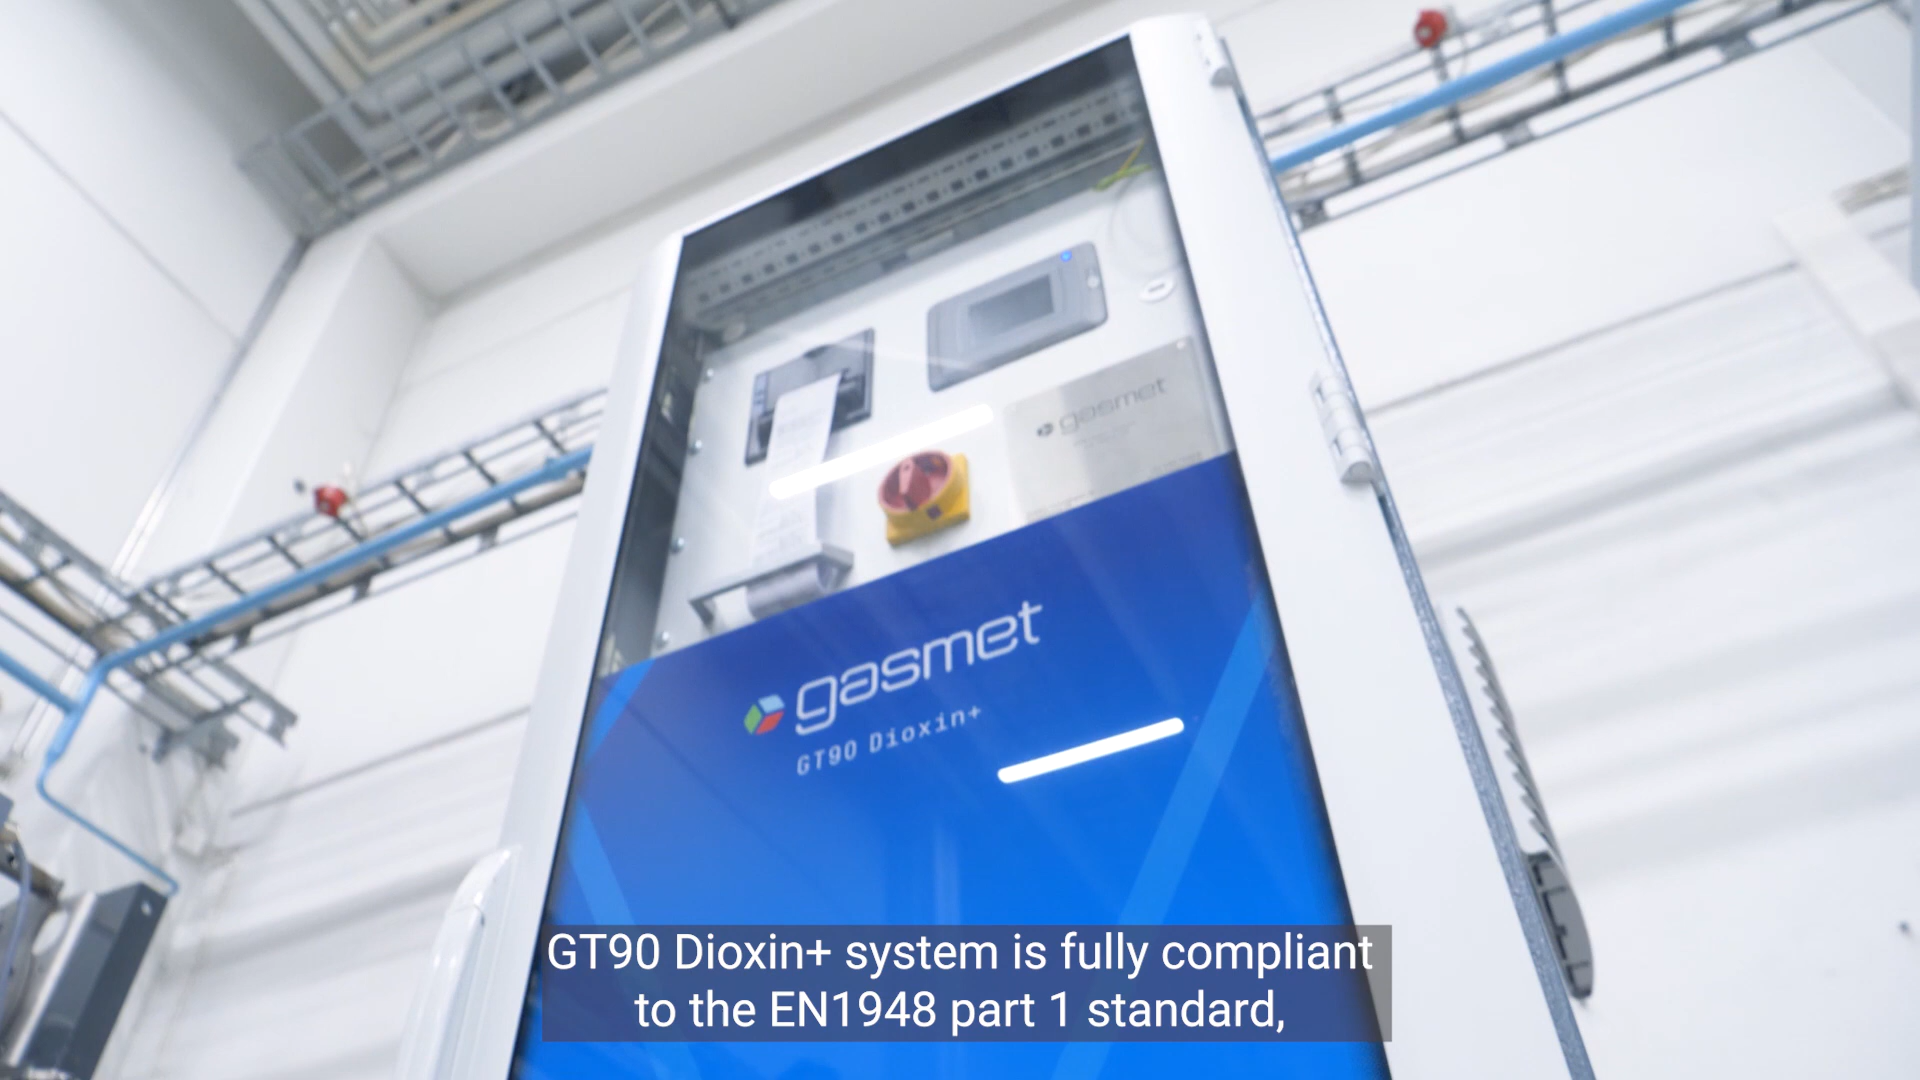 gasmet
gasmet
GT90 Dioxin+
GT90 Dioxin+ system is fully compliant
to the EN1948 part 1 standard,